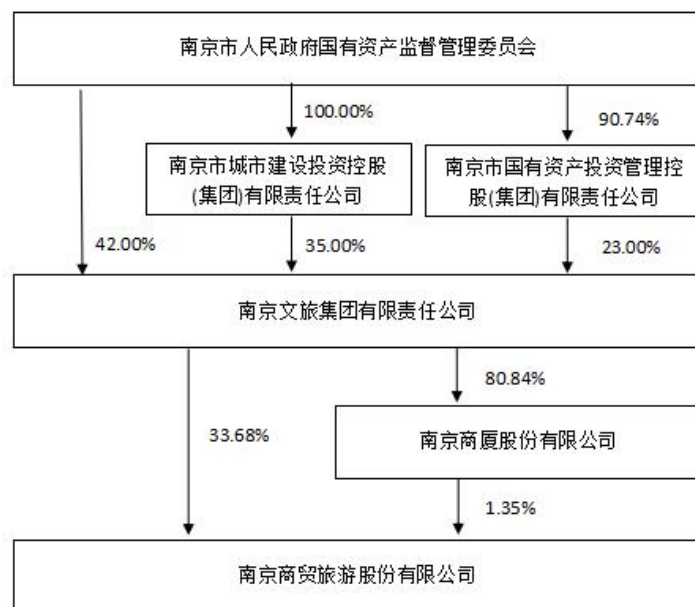 南京市人民政府国有资产监督管理委员会
100.00%
90.74%
南京市城市建设投资控股
(集团)有限责任公司
南京市国有资产投资管理控
股(集团)有限责任公司
42.00%
35.00%
23.00%
南京文旅集团有限责任公司
80.84%
33.68%
南京商厦股份有限公司
1.35%
南京商贸旅游股份有限公司